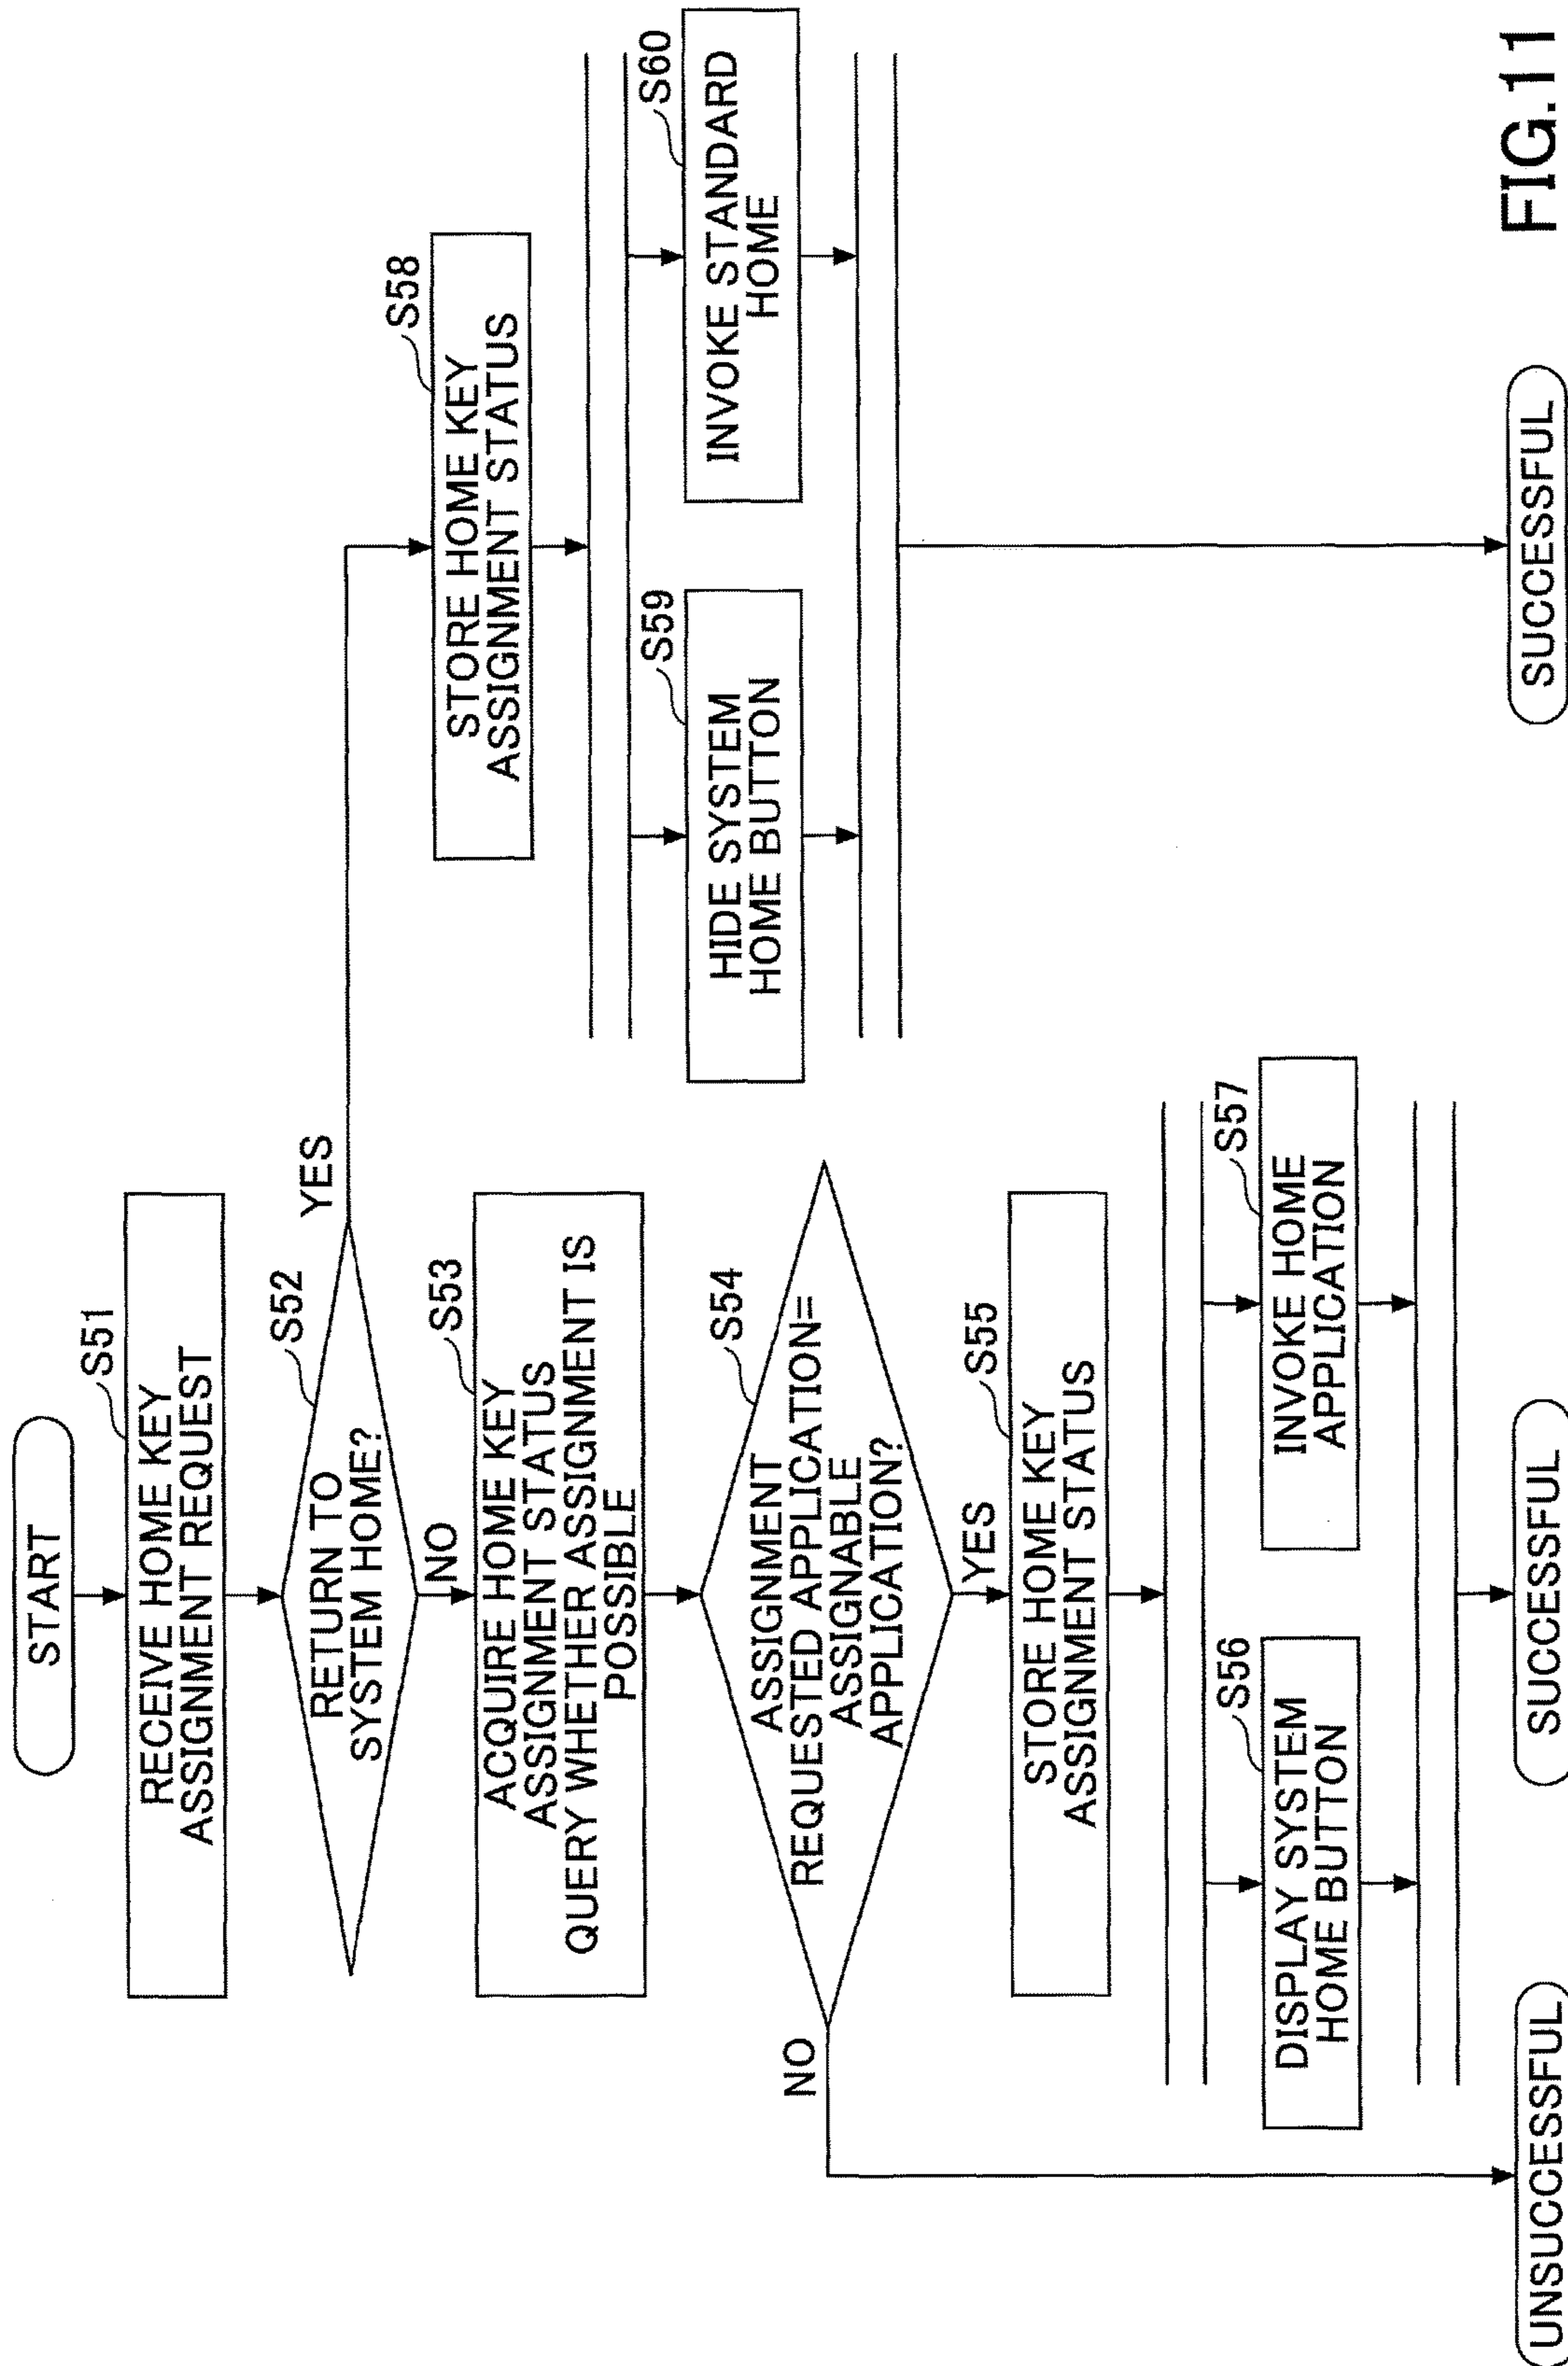 START
S51
RECEIVE HOME KEY
ASSIGNMENT REQUEST
S52
RETURN TO
SYSTEM HOME?
YES
NO
S53
ACQUIRE HOME KEY
ASSIGNMENT STATUS
QUERY WHETHER ASSIGNMENT IS
POSSIBLE
S54
ASSIGNMENT
REQUESTED APPLICATION=
ASSIGNABLE
APPLICATION?
NO
YES
S55
STORE HOME KEY
ASSIGNMENT STATUS
S56
DISPLAY SYSTEM
HOME BUTTON
S57
INVOKE HOME
APPLICATION
S58
STORE HOME KEY
ASSIGNMENT STATUS
S59
HIDE SYSTEM
HOME BUTTON
S60
INVOKE STANDARD
HOME
UNSUCCESSFUL
SUCCESSFUL
SUCCESSFUL
FIG.11